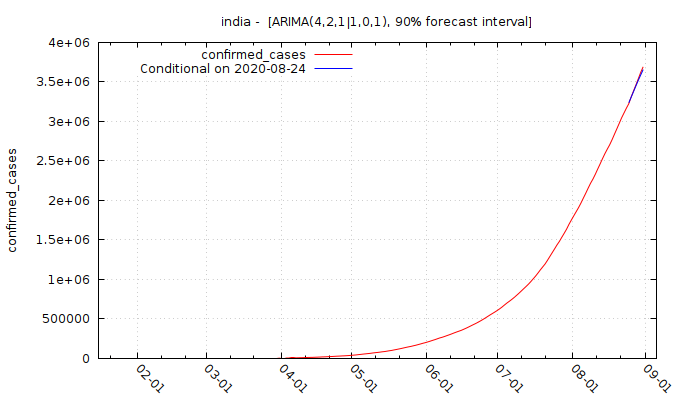 india -  [ARIMA(4,2,1|1,0,1), 90% forecast interval]
confirmed_cases
Conditional on 2020-08-24
4e+06
3.5e+06
3e+06
2.5e+06
2e+06
1.5e+06
1e+06
500000
0
confirmed_cases
02-01
03-01
04-01
05-01
06-01
07-01
08-01
09-01